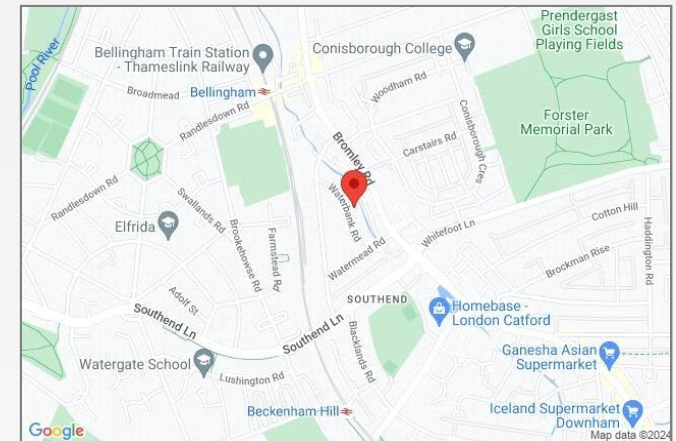 Prendergast
Girls School
Playing Fields
Pool River
Bellingham Train Station
- Thameslink Railway
Conisborough College
Broadmead
Bellingham
Woodham Rd
Randlesdown Rd
Conisborough Cres
Forster
Memorial Park
Bromley Rd
Carstairs Rd
Randlesdown Rd
Swallands Rd
Waterbank Rd
Elfrida
Brookehowse Rd
Farmstead Rd
Whitefoot Ln
Cotton Hill
Haddington Rd
Watermead Rd
Brockman Rise
Adolf St
SOUTHEND
Southend Ln
Southend Ln
Homebase -
London Catford
Blacklands Rd
Watergate School
Lushington Rd
Ganesha Asian
Supermarket
Beckenham Hill
Iceland Supermarket
Downham
Google
Map data ©2024